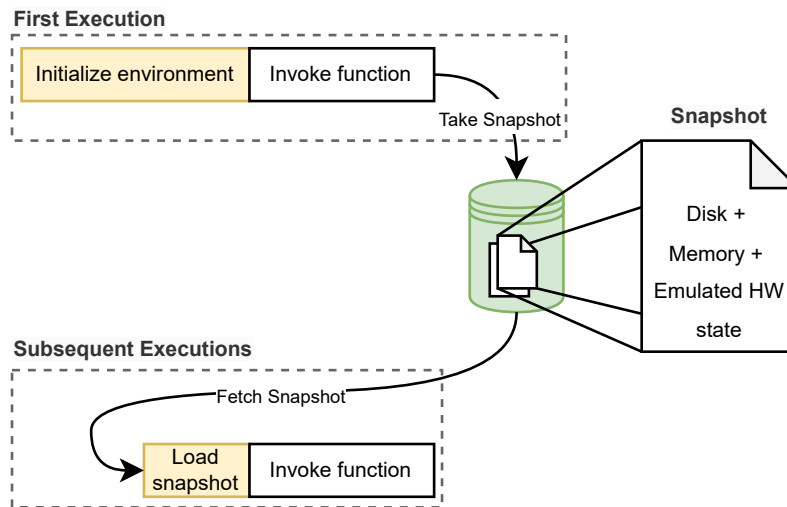 First Execution
Initialize environment
Invoke function
Take Snapshot
Snapshot
Disk +
Memory +
Emulated HW
state
Subsequent Executions
Fetch Snapshot
Load
snapshot
Invoke function